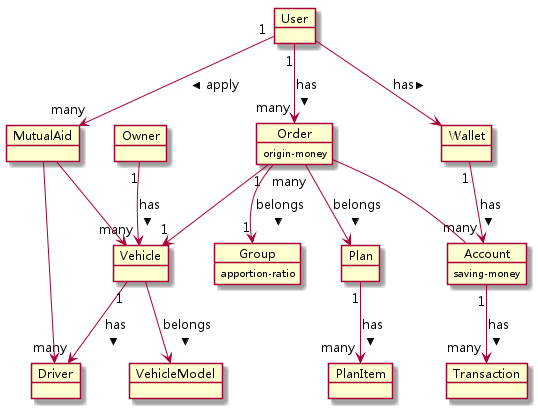 User
1
1
◄ apply
has
▼
has►
many
many
MutualAid
Owner
Order
origin-money
Wallet
1
1
many
1
has
▼
belongs
▼
belongs
▼
has
▼
many
1
1
many
Vehicle
Group
apportion-ratio
Plan
Account
saving-money
1
1
1
has
▼
belongs
▼
has
▼
has
▼
many
many
many
Driver
VehicleModel
PlanItem
Transaction